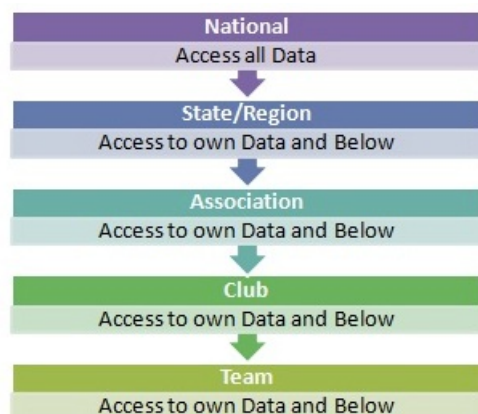 National
Access all Data
State/Region
Access to own Data and Below
Association
Access to own Data and Below
Club
Access to own Data and Below
Team
Access to own Data and Below